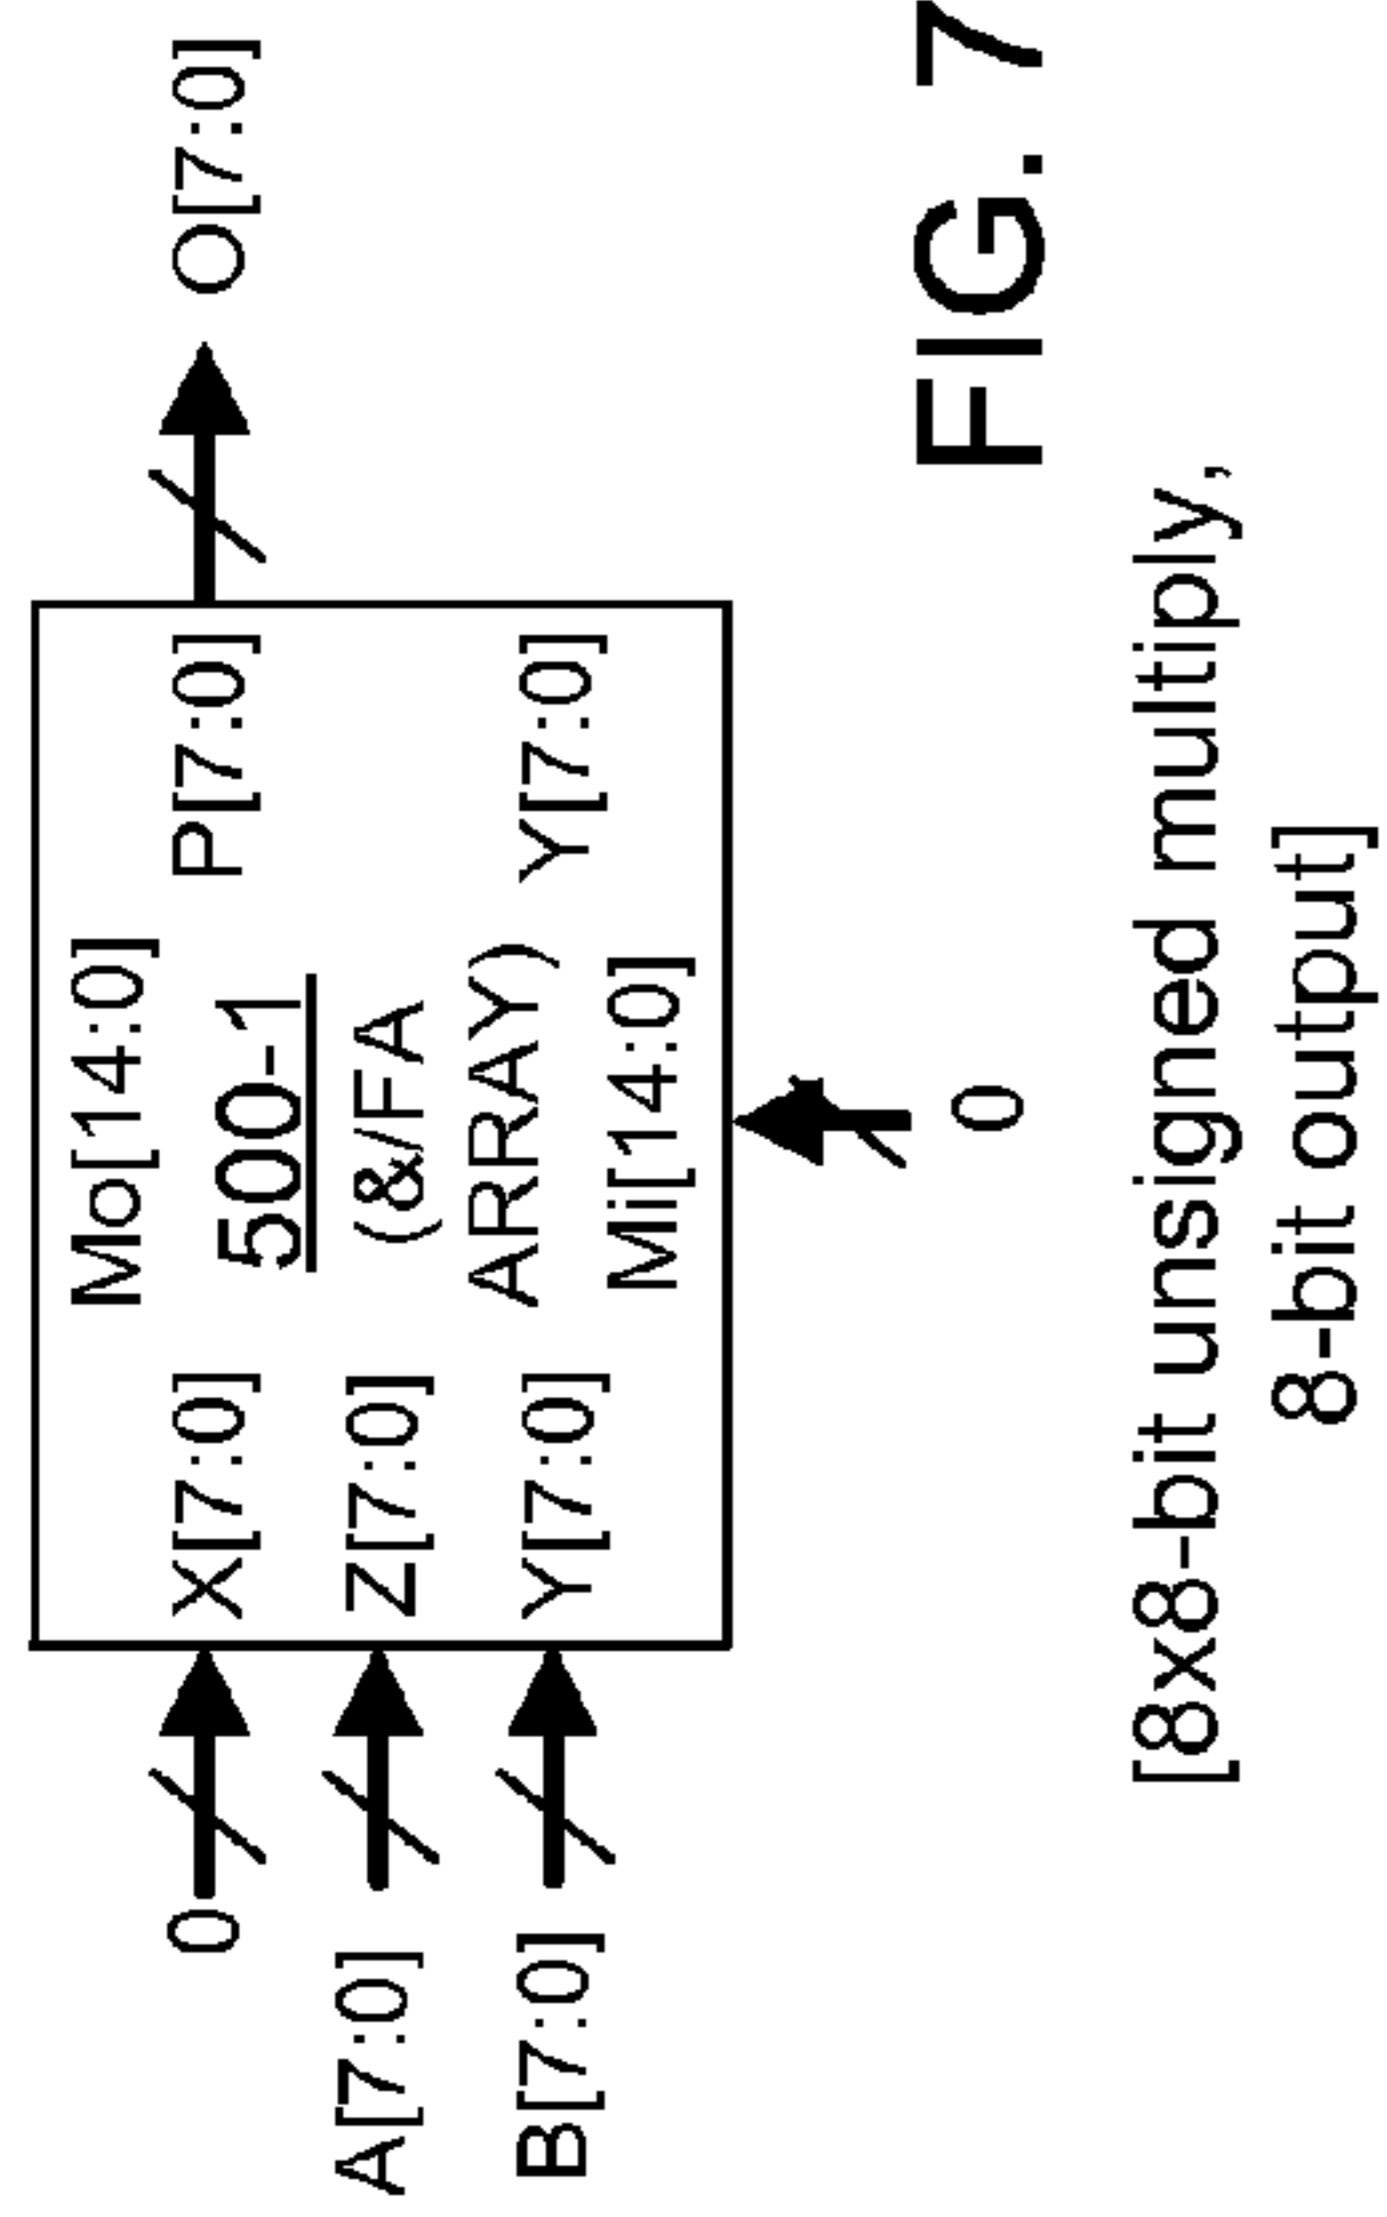 Mo[14:0]
0
X[7:0]
P[7:0]
O[7:0]
500-1
A[7:0]
Z[7:0]
(&/FA
ARRAY)
B[7:0]
Y[7:0]
Y[7:0]
Mi[14:0]
0
FIG. 7
[8x8-bit unsigned multiply,
8-bit output]